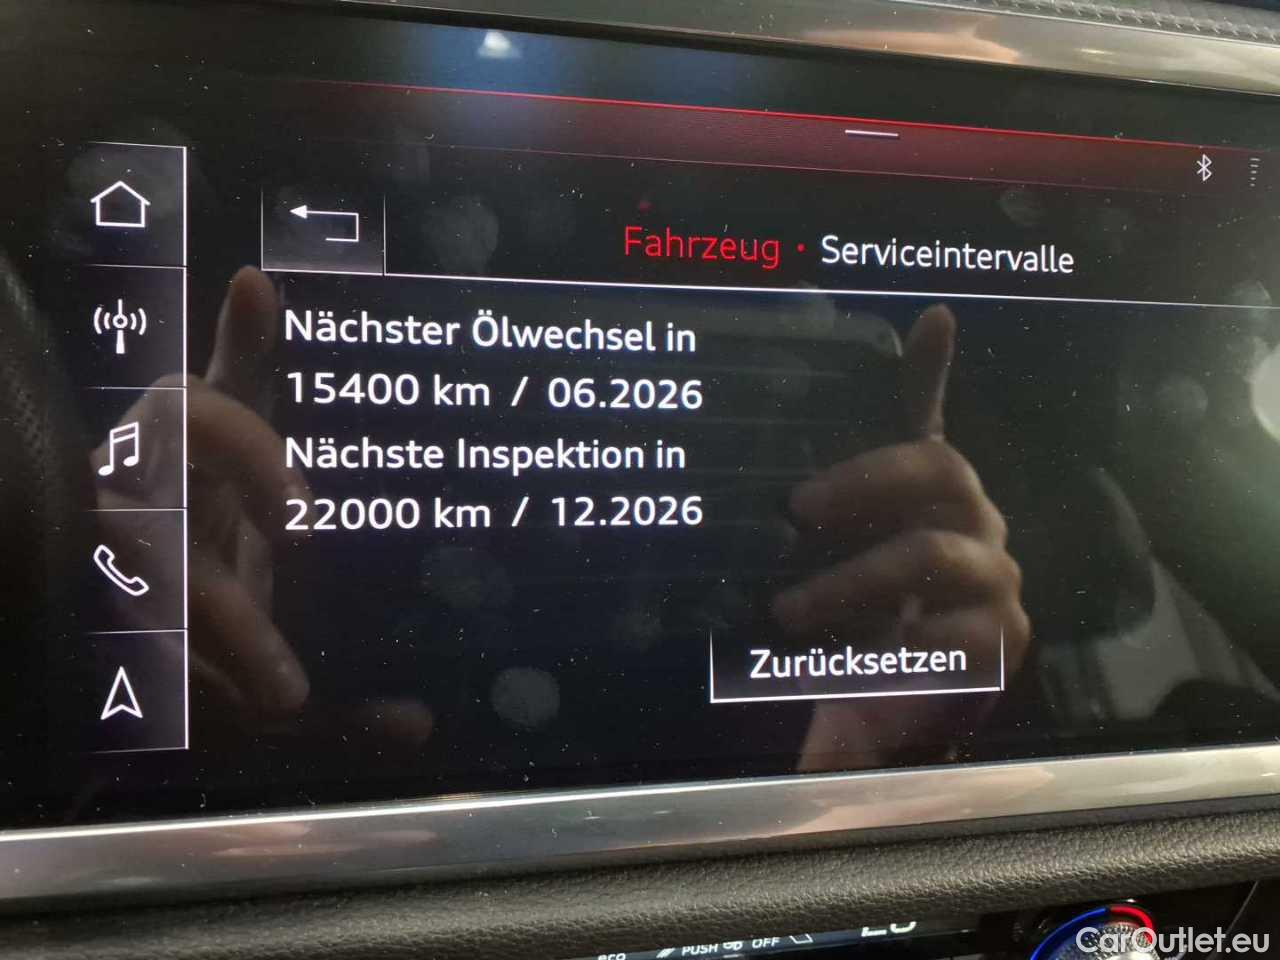 Fahrzeug · Serviceintervalle
Nächster Ölwechsel in
15400 km / 06.2026
Nächste Inspektion in
22000 km / 12.2026
Zurücksetzen
eco
PUSH OFF
CarOutlet.eu